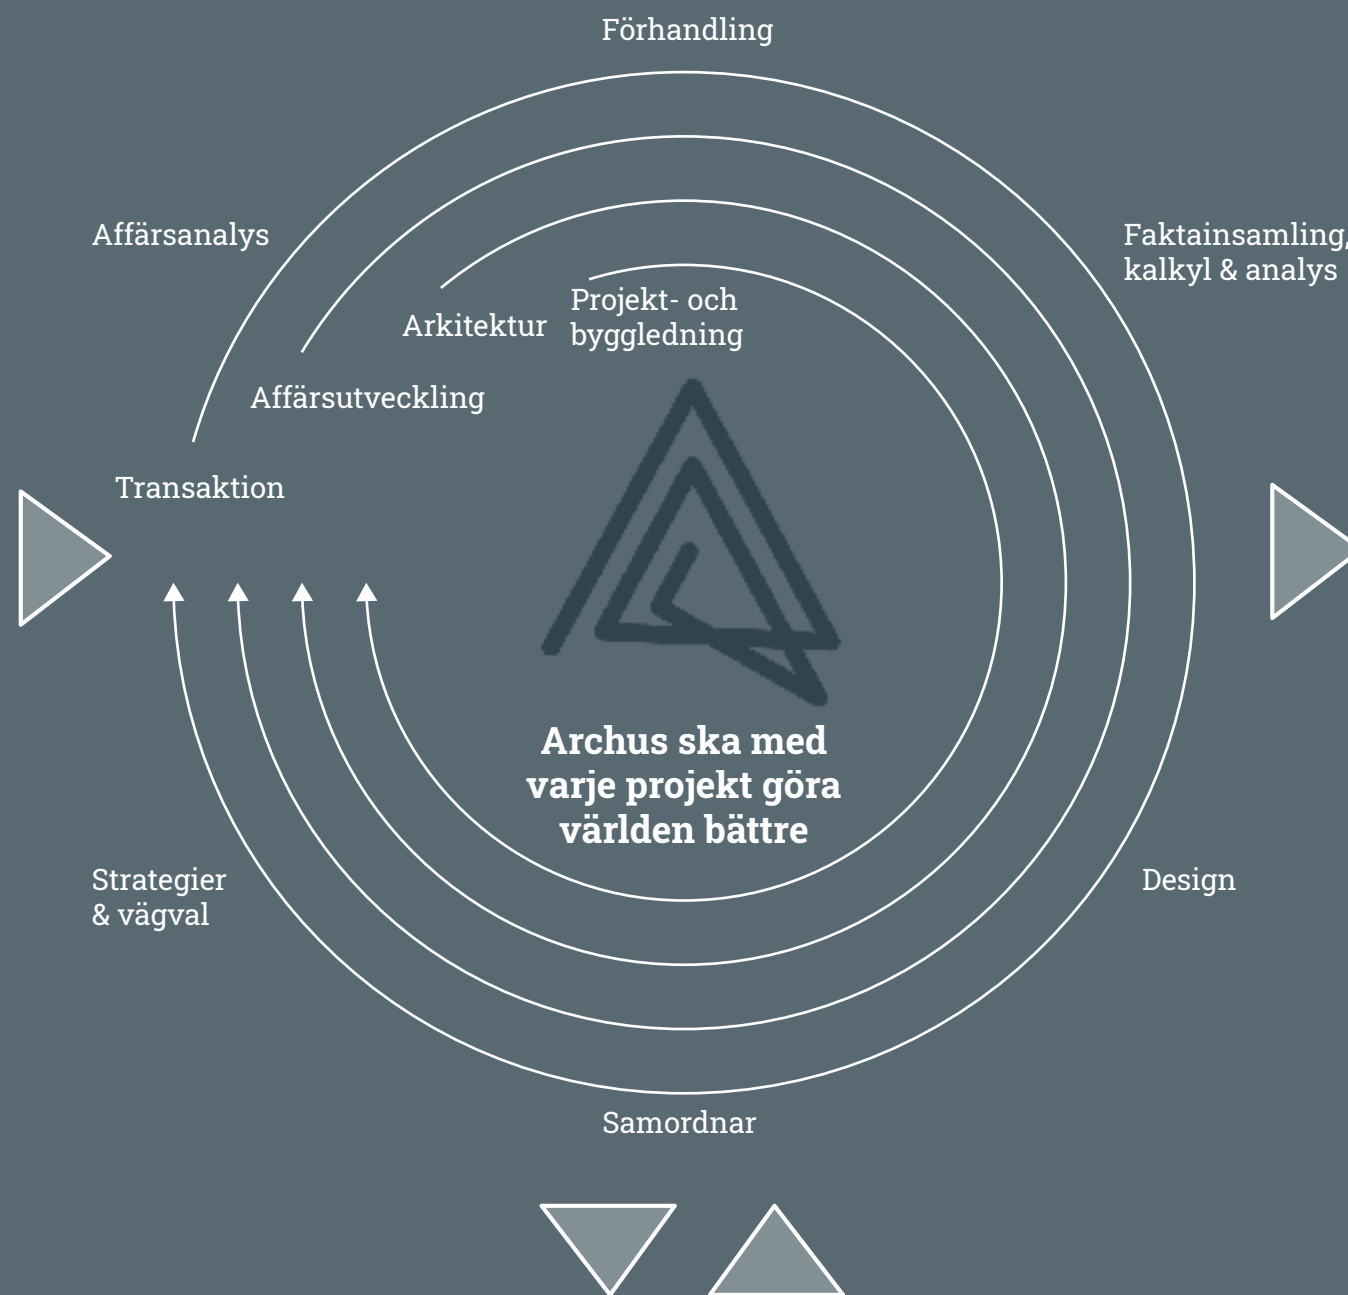 Förhandling
Affärsanalys
Faktainsamling,
kalkyl & analys
Projekt- och
byggledning
Arkitektur
Affärsutveckling
Transaktion
Archus ska med
varje projekt göra
världen bättre
Strategier
& vägval
Design
Samordnar